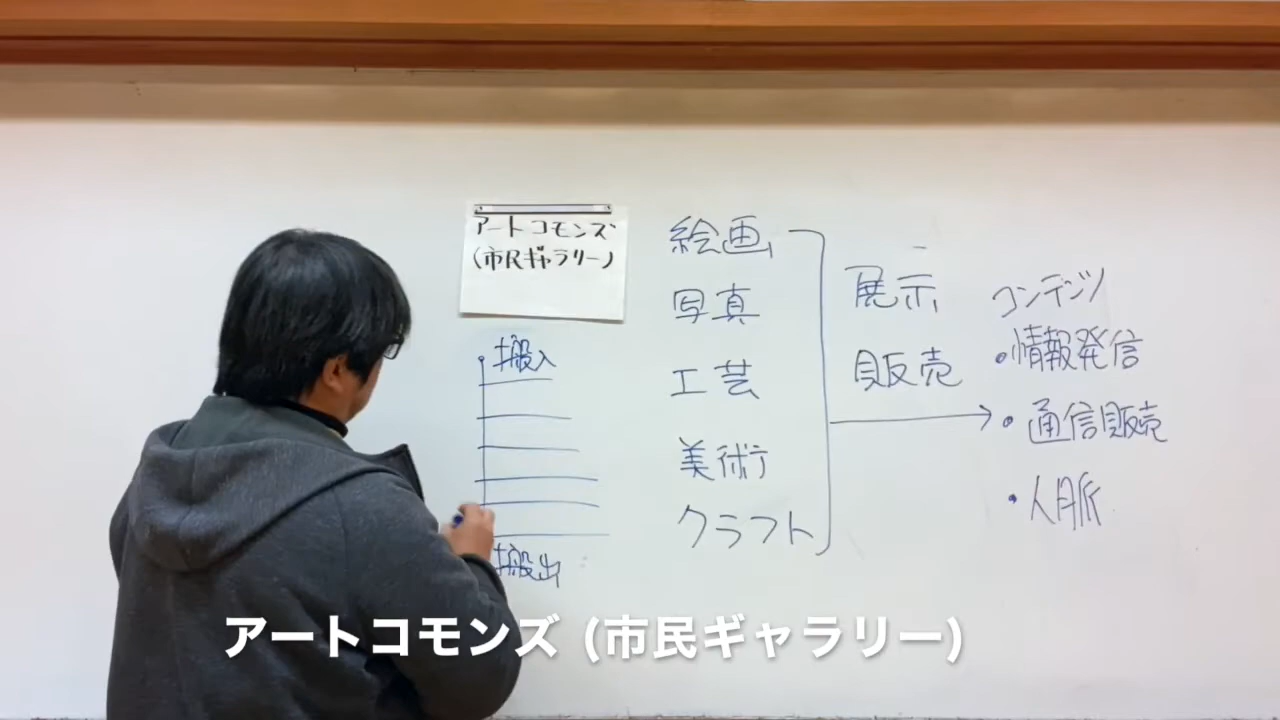 アートコモンズ
(市民ギャラリー)
搬入
搬出
絵画
写真
工芸
美術
クラフト
展示
販売
コンテンツ
・情報発信
・通信販売
・人脈
アートコモンズ (市民ギャラリー)